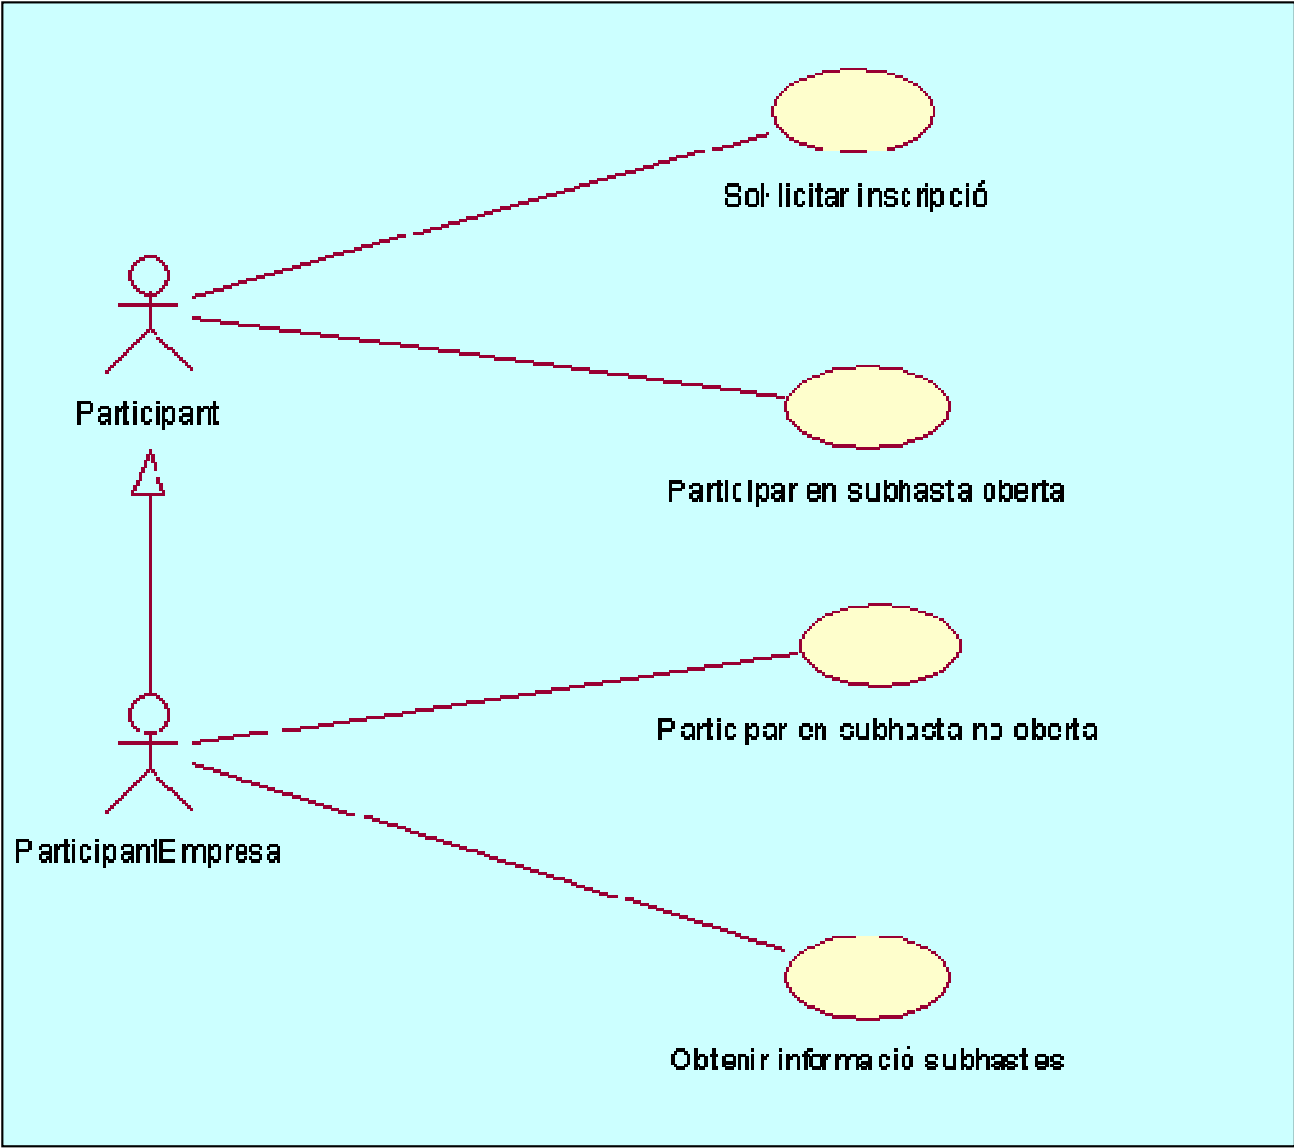 Sol·licitar inscripció
Participant
Participar en subhasta oberta
Participar en subhasta no oberta
ParticipantEmpresa
Obtenir informació subhastes